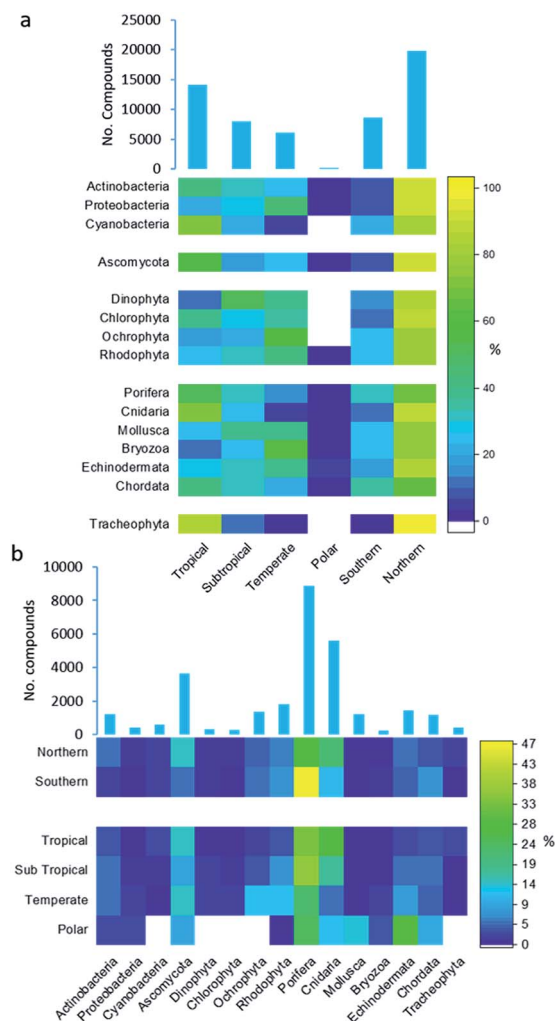 a
No. Compounds
25000
20000
15000
10000
5000
0
Actinobacteria
Proteobacteria
Cyanobacteria
Ascomycota
Dinophyta
Chlorophyta
Ochrophyta
Rhodophyta
Porifera
Cnidaria
Mollusca
Bryozoa
Echinodermata
Chordata
Tracheophyta
100
80
60
%
40
20
0
Tropical
Subtropical
Temperate
Polar
Southern
Northern
b
No. compounds
10000
8000
6000
4000
2000
0
Northern
Southern
Tropical
Sub Tropical
Temperate
Polar
47
43
38
33
28
24
%
19
14
9
5
0
Actinobacteria
Proteobacteria
Cyanobacteria
Ascomycota
Dinophyta
Chlorophyta
Ochrophyta
Rhodophyta
Porifera
Cnidaria
Mollusca
Bryozoa
Echinodermata
Chordata
Tracheophyta